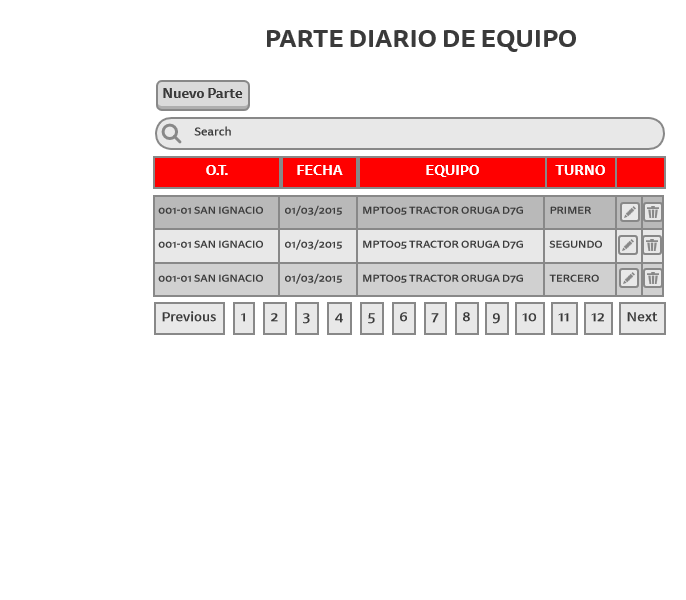 PARTE DIARIO DE EQUIPO
Nuevo Parte
Search
O.T. FECHA EQUIPO TURNO
001-01 SAN IGNACIO 01/03/2015 MPT005 TRACTOR ORUGA D7G PRIMER
001-01 SAN IGNACIO 01/03/2015 MPT005 TRACTOR ORUGA D7G SEGUNDO
001-01 SAN IGNACIO 01/03/2015 MPT005 TRACTOR ORUGA D7G TERCERO
Previous 1 2 3 4 5 6 7 8 9 10 11 12 Next